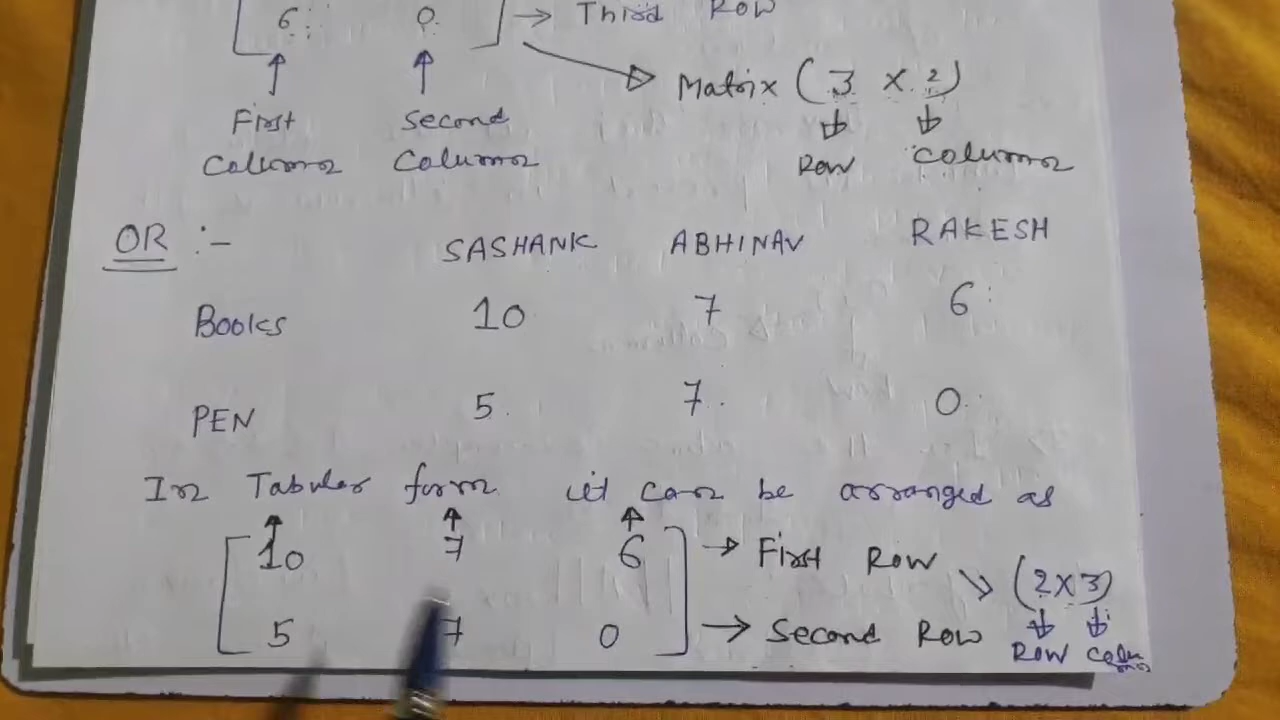 6 0 → Third Row
Matrix (3 × 2)
First Second
Column Column
Row Column
OR :- SASHANK ABHINAV RAKESH
Books 10 7 6
PEN 5 7 0
In Tabular form it can be arranged as
10 7 6 → First Row (2×3)
5 7 0 → Second Row
Row Column